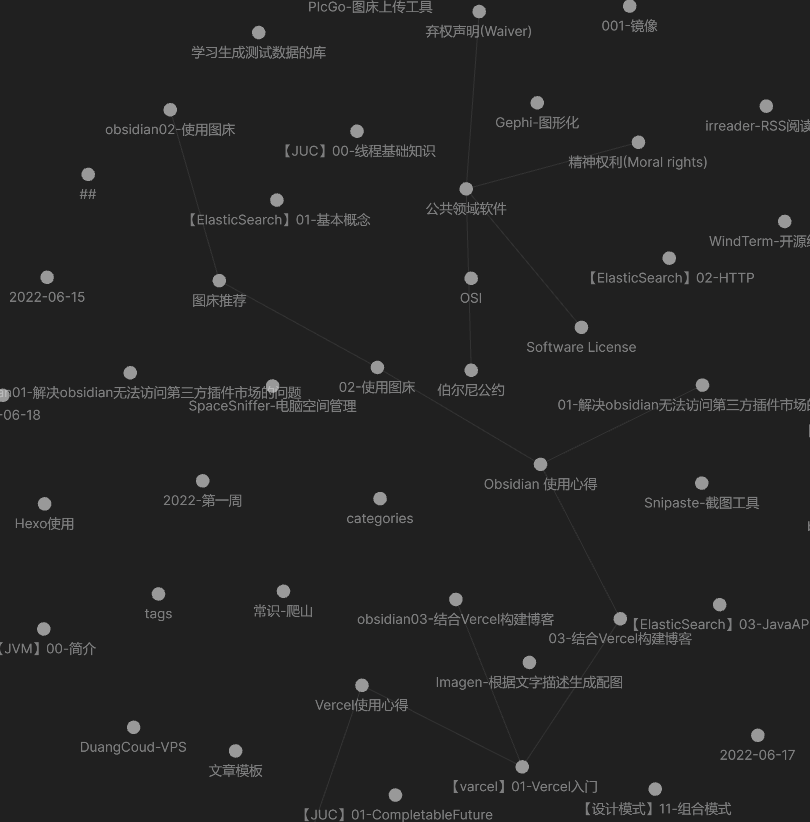 PicGo-图床上传工具
弃权声明(Waiver)
001-镜像
学习生成测试数据的库
Gephi-图形化
irreader-RSS阅读
obsidian02-使用图床
【JUC】00-线程基础知识
精神权利(Moral rights)
##
公共领域软件
【ElasticSearch】01-基本概念
WindTerm-开源
【ElasticSearch】02-HTTP
2022-06-15
图床推荐
OSI
Software License
02-使用图床
伯尔尼公约
an01-解决obsidian无法访问第三方插件市场的问题
SpaceSniffer-电脑空间管理
01-解决obsidian无法访问第三方插件市场的
-06-18
Obsidian 使用心得
2022-第一周
Snipaste-截图工具
categories
Hexo使用
tags
常识-爬山
obsidian03-结合Vercel构建博客
【ElasticSearch】03-JavaAP
03-结合Vercel构建博客
【JVM】00-简介
Imagen-根据文字描述生成配图
Vercel使用心得
DuangCoud-VPS
2022-06-17
文章模板
【varcel】01-Vercel入门
【设计模式】11-组合模式
【JUC】01-CompletableFuture